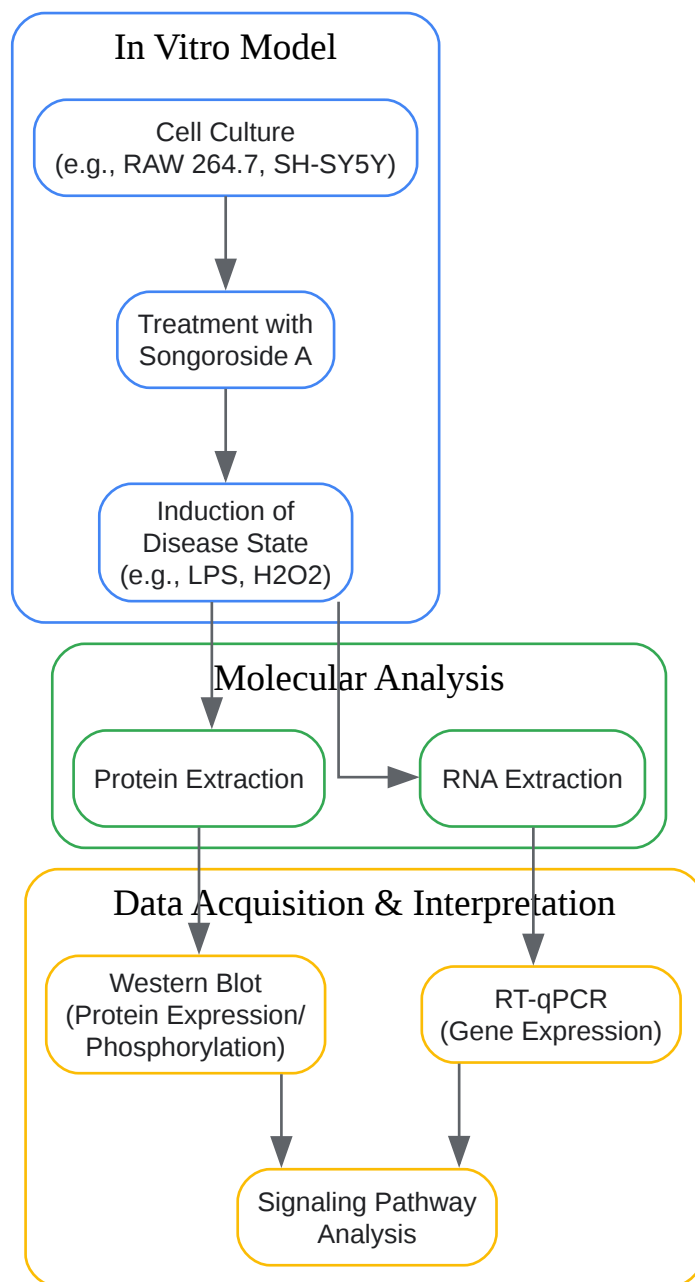 In Vitro Model
Cell Culture
(e.g., RAW 264.7, SH-SY5Y)
Treatment with
Songoroside A
Induction of
Disease State
(e.g., LPS, H2O2)
Molecular Analysis
Protein Extraction
RNA Extraction
Data Acquisition & Interpretation
Western Blot
(Protein Expression/
Phosphorylation)
RT-qPCR
(Gene Expression)
Signaling Pathway
Analysis